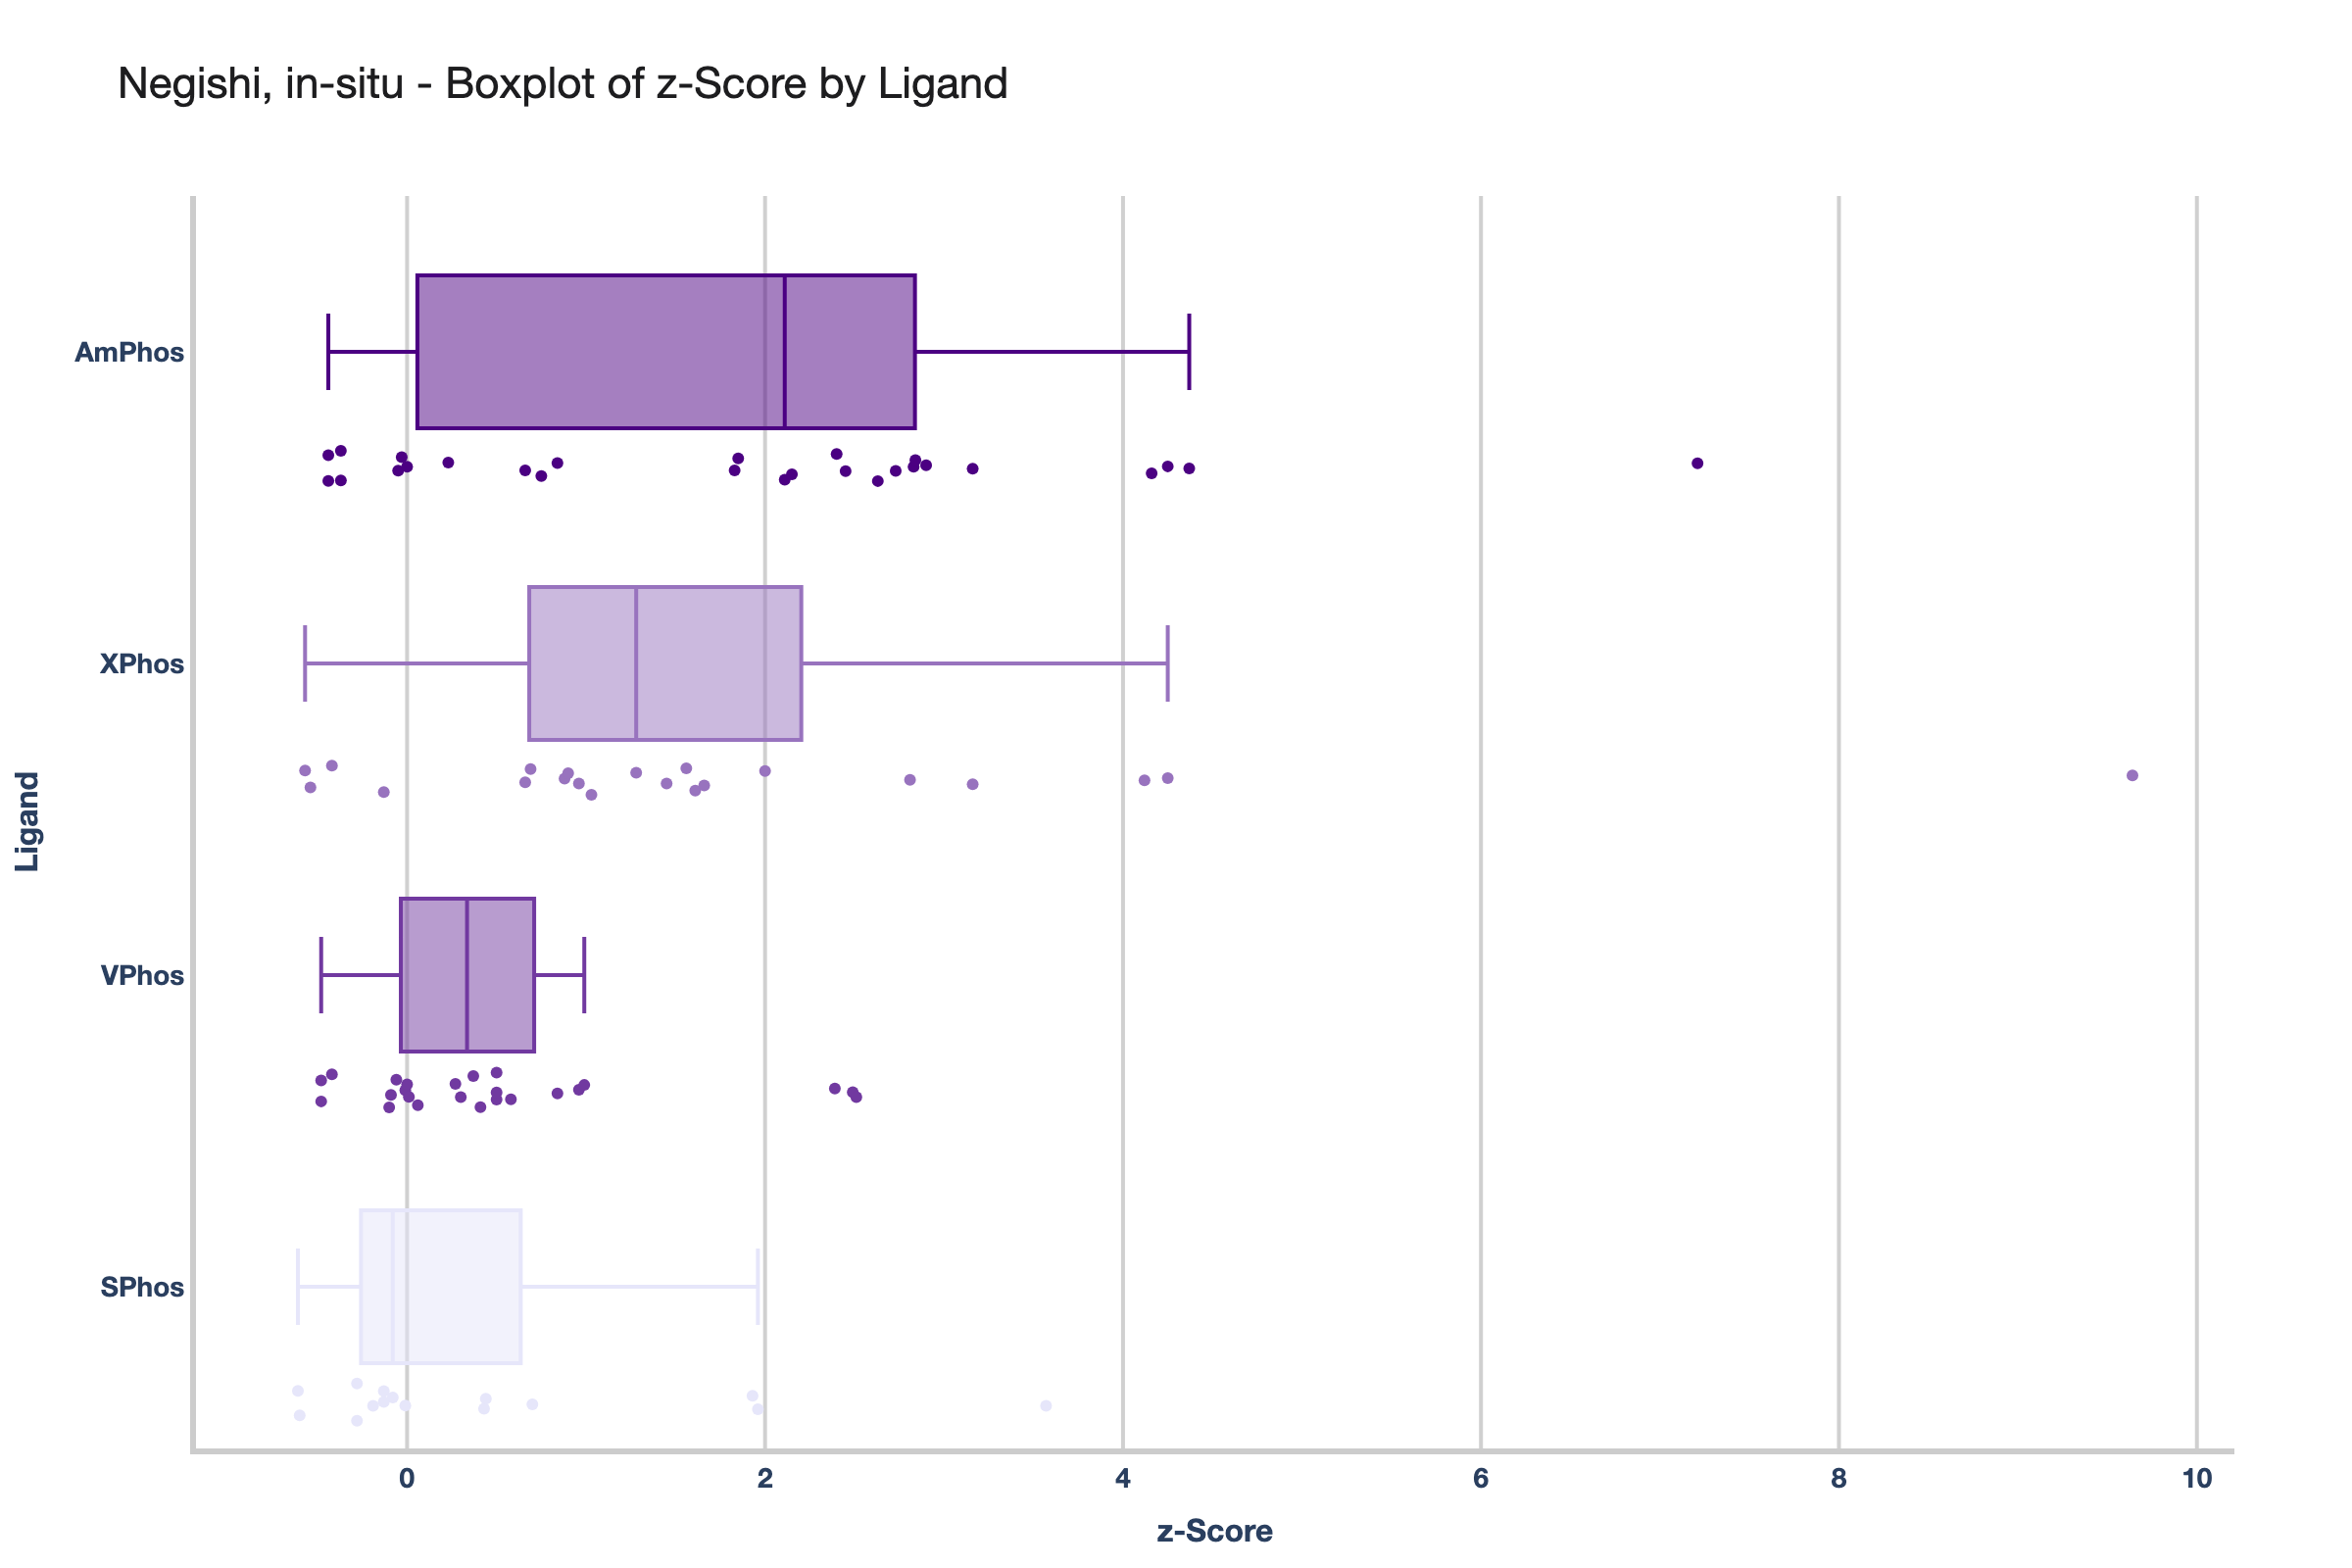 Negishi, in-situ - Boxplot of z-Score by Ligand
AmPhos
XPhos
VPhos
SPhos
Ligand
0 2 4 6 8 10
z-Score